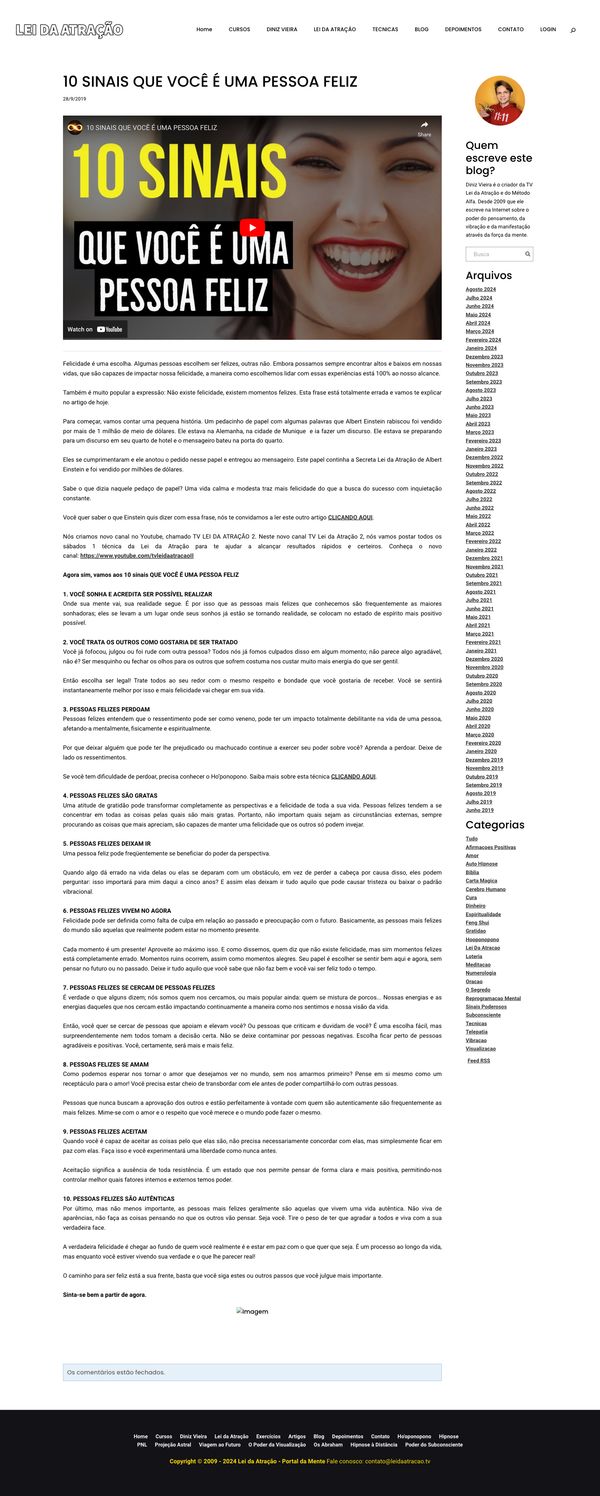 LEI DA ATRAÇÃO
Home CURSOS DINIZ VIEIRA LEI DA ATRAÇÃO TECNICAS BLOG DEPOIMENTOS CONTATO LOGIN
10 SINAIS QUE VOCÊ É UMA PESSOA FELIZ
28/9/2019
10 SINAIS QUE VOCÊ É UMA PESSOA FELIZ
Share
10 SINAIS
QUE VOCÊ É UMA
PESSOA FELIZ
Watch on YouTube
Felicidade é uma escolha. Algumas pessoas escolhem ser felizes, outras não. Embora possamos sempre encontrar altos e baixos em nossas
vidas, que são capazes de impactar nossa felicidade, a maneira como escolhemos lidar com essas experiências está 100% ao nosso alcance.
Também é muito popular a expressão: Não existe felicidade, existem momentos felizes. Esta frase está totalmente errada e vamos te explicar
no artigo de hoje.
Para começar, vamos contar uma pequena história. Um pedacinho de papel com algumas palavras que Albert Einstein rabiscou foi vendido
por mais de 1 milhão de meio de dólares. Ele estava na Alemanha, na cidade de Munique e ia fazer um discurso. Ele estava se preparando
para um discurso em seu quarto de hotel e o mensageiro bateu na porta do quarto.
Eles se cumprimentaram e ele anotou o pedido nesse papel e entregou ao mensageiro. Este papel continha a Secreta Lei da Atração de Albert
Einstein e foi vendido por milhões de dólares.
Sabe o que dizia naquele pedaço de papel? Uma vida calma e modesta traz mais felicidade do que a busca do sucesso com inquietação
constante.
Você quer saber o que Einstein quis dizer com essa frase, nós te convidamos a ler este outro artigo CLICANDO AQUI.
Nós criamos novo canal no Youtube, chamado TV LEI DA ATRAÇÃO 2. Neste novo canal TV Lei da Atração 2, nós vamos postar todos os
sábados 1 técnica da Lei da Atração para te ajudar a alcançar resultados rápidos e certeiros. Conheça o novo
canal: https://www.youtube.com/tvleidaatracaoII
Agora sim, vamos aos 10 sinais QUE VOCÊ É UMA PESSOA FELIZ
1. VOCÊ SONHA E ACREDITA SER POSSÍVEL REALIZAR
Onde sua mente vai, sua realidade segue. É por isso que as pessoas mais felizes que conhecemos são frequentemente as maiores
sonhadoras; eles se levam a um lugar onde seus sonhos já estão se tornando realidade, se colocam no estado de espírito mais positivo
possível.
2. VOCÊ TRATA OS OUTROS COMO GOSTARIA DE SER TRATADO
Você já fofocou, julgou ou foi rude com outra pessoa? Todos nós já fomos culpados disso em algum momento; não parece algo agradável,
não é? Ser mesquinho ou fechar os olhos para os outros que sofrem costuma nos custar muito mais energia do que ser gentil.
Então escolha ser legal! Trate todos ao seu redor com o mesmo respeito e bondade que você gostaria de receber. Você se sentirá
instantaneamente melhor por isso e mais felicidade vai chegar em sua vida.
3. PESSOAS FELIZES PERDOAM
Pessoas felizes entendem que o ressentimento pode ser como veneno, pode ter um impacto totalmente debilitante na vida de uma pessoa,
afetando-a mentalmente, fisicamente e espiritualmente.
Por que deixar alguém que pode ter lhe prejudicado ou machucado continue a exercer seu poder sobre você? Aprenda a perdoar. Deixe de
lado os ressentimentos.
Se você tem dificuldade de perdoar, precisa conhecer o Ho'ponopono. Saiba mais sobre esta técnica CLICANDO AQUI.
4. PESSOAS FELIZES SÃO GRATAS
Uma atitude de gratidão pode transformar completamente as perspectivas e a felicidade de toda a sua vida. Pessoas felizes tendem a se
concentrar em todas as coisas pelas quais são mais gratas. Portanto, não importam quais sejam as circunstâncias externas, sempre
procurando as coisas que mais apreciam, são capazes de manter uma felicidade que os outros só podem invejar.
5. PESSOAS FELIZES DEIXAM IR
Uma pessoa feliz pode freqüentemente se beneficiar do poder da perspectiva.
Quando algo dá errado na vida delas ou elas se deparam com um obstáculo, em vez de perder a cabeça por causa disso, eles podem
perguntar: isso importará para mim daqui a cinco anos? E assim elas deixam ir tudo aquilo que pode causar tristeza ou baixar o padrão
vibracional.
6. PESSOAS FELIZES VIVEM NO AGORA
Felicidade pode ser definida como falta de culpa em relação ao passado e preocupação com o futuro. Basicamente, as pessoas mais felizes
do mundo são aquelas que realmente podem estar no momento presente.
Cada momento é um presente! Aproveite ao máximo isso. E como dissemos, quem diz que não existe felicidade, mas sim momentos felizes
está completamente errado. Momentos ruins ocorrem, assim como momentos alegres. Seu papel é escolher se sentir bem aqui e agora, sem
pensar no futuro ou no passado. Deixe ir tudo aquilo que você sabe que não faz bem e você vai ser feliz todo o tempo.
7. PESSOAS FELIZES SE CERCAM DE PESSOAS FELIZES
É verdade o que alguns dizem; nós somos quem nos cercamos, ou mais popular ainda: quem se mistura de porcos... Nossas energias e as
energias daqueles que nos cercam estão impactando continuamente a maneira como nos sentimos e nossa visão da vida.
Então, você quer se cercar de pessoas que apoiam e elevam você? Ou pessoas que criticam e duvidam de você? É uma escolha fácil, mas
surpreendentemente nem todos tomam a decisão certa. Não se deixe contaminar por pessoas negativas. Escolha ficar perto de pessoas
agradáveis e positivas. Você, certamente, será mais e mais feliz.
8. PESSOAS FELIZES SE AMAM
Como podemos esperar nos tornar o amor que desejamos ver no mundo, sem nos amarmos primeiro? Pense em si mesmo como um
receptáculo para o amor! Você precisa estar cheio de transbordar com ele antes de poder compartilhá-lo com outras pessoas.
Pessoas que nunca buscam a aprovação dos outros e estão perfeitamente à vontade com quem são autenticamente são frequentemente as
mais felizes. Mime-se com o amor e o respeito que você merece e o mundo pode fazer o mesmo.
9. PESSOAS FELIZES ACEITAM
Quando você é capaz de aceitar as coisas pelo que elas são, não precisa necessariamente concordar com elas, mas simplesmente ficar em
paz com elas. Faça isso e você experimentará uma liberdade como nunca antes.
Aceitação significa a ausência de toda resistência. É um estado que nos permite pensar de forma clara e mais positiva, permitindo-nos
controlar melhor quais fatores internos e externos temos poder.
10. PESSOAS FELIZES SÃO AUTÊNTICAS
Por último, mas não menos importante, as pessoas mais felizes geralmente são aquelas que vivem uma vida autêntica. Não viva de
aparências, não faça as coisas pensando no que os outros vão pensar. Seja você. Tire o peso de ter que agradar a todos e viva com a sua
verdadeira face.
A verdadeira felicidade é chegar ao fundo de quem você realmente é e estar em paz com o que quer que seja. É um processo ao longo da vida,
mas enquanto você estiver vivendo sua verdade e o que lhe parecer real!
O caminho para ser feliz está a sua frente, basta que você siga estes ou outros passos que você julgue mais importante.
Sinta-se bem a partir de agora.
Imagem
Os comentários estão fechados.
11:11
Quem
escreve este
blog?
Diniz Vieira é o criador da TV
Lei da Atração e do Método
Alfa. Desde 2009 que ele
escreve na Internet sobre o
poder do pensamento, da
vibração e da manifestação
através da força da mente.
Busca
Arquivos
Agosto 2024
Julho 2024
Junho 2024
Maio 2024
Abril 2024
Março 2024
Fevereiro 2024
Janeiro 2024
Dezembro 2023
Novembro 2023
Outubro 2023
Setembro 2023
Agosto 2023
Julho 2023
Junho 2023
Maio 2023
Abril 2023
Março 2023
Fevereiro 2023
Janeiro 2023
Dezembro 2022
Novembro 2022
Outubro 2022
Setembro 2022
Agosto 2022
Julho 2022
Junho 2022
Maio 2022
Abril 2022
Março 2022
Fevereiro 2022
Janeiro 2022
Dezembro 2021
Novembro 2021
Outubro 2021
Setembro 2021
Agosto 2021
Julho 2021
Junho 2021
Maio 2021
Abril 2021
Março 2021
Fevereiro 2021
Janeiro 2021
Dezembro 2020
Novembro 2020
Outubro 2020
Setembro 2020
Agosto 2020
Julho 2020
Junho 2020
Maio 2020
Abril 2020
Março 2020
Fevereiro 2020
Janeiro 2020
Dezembro 2019
Novembro 2019
Outubro 2019
Setembro 2019
Agosto 2019
Julho 2019
Junho 2019
Categorias
Tudo
Afirmacoes Positivas
Amor
Auto Hipnose
Biblia
Carta Magica
Cerebro Humano
Cura
Dinheiro
Espiritualidade
Feng Shui
Gratidao
Hooponopono
Lei Da Atracao
Loteria
Meditacao
Numerologia
Oracao
O Segredo
Reprogramacao Mental
Sinais Poderosos
Subconsciente
Tecnicas
Telepatia
Vibracao
Visualizacao
Feed RSS
Home Cursos Diniz Vieira Lei da Atração Exercícios Artigos Blog Depoimentos Contato Ho'oponopono Hipnose
PNL Projeção Astral Viagem ao Futuro O Poder da Visualização Os Abraham Hipnose à Distância Poder do Subconsciente
Copyright © 2009 - 2024 Lei da Atração - Portal da Mente Fale conosco: contato@leidaatracao.tv